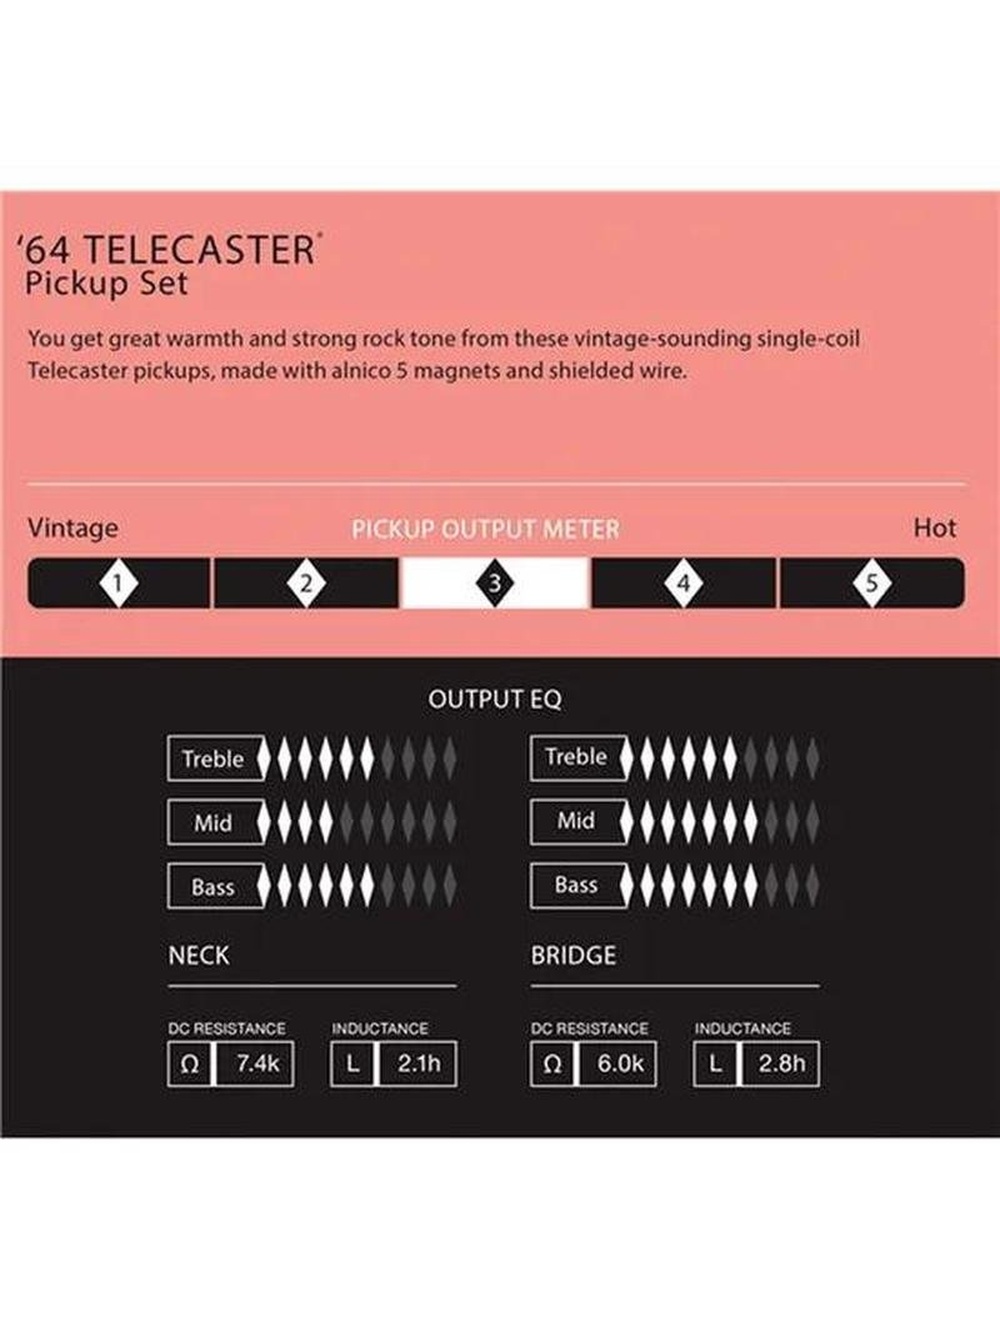 ‘64 TELECASTER®
Pickup Set
You get great warmth and strong rock tone from these vintage-sounding single-coil
Telecaster pickups, made with alnico 5 magnets and shielded wire.
Vintage PICKUP OUTPUT METER Hot
1 2 3 4 5
OUTPUT EQ
Treble Treble
Mid Mid
Bass Bass
NECK BRIDGE
DC RESISTANCE INDUCTANCE DC RESISTANCE INDUCTANCE
Ω 7.4k L 2.1h Ω 6.0k L 2.8h